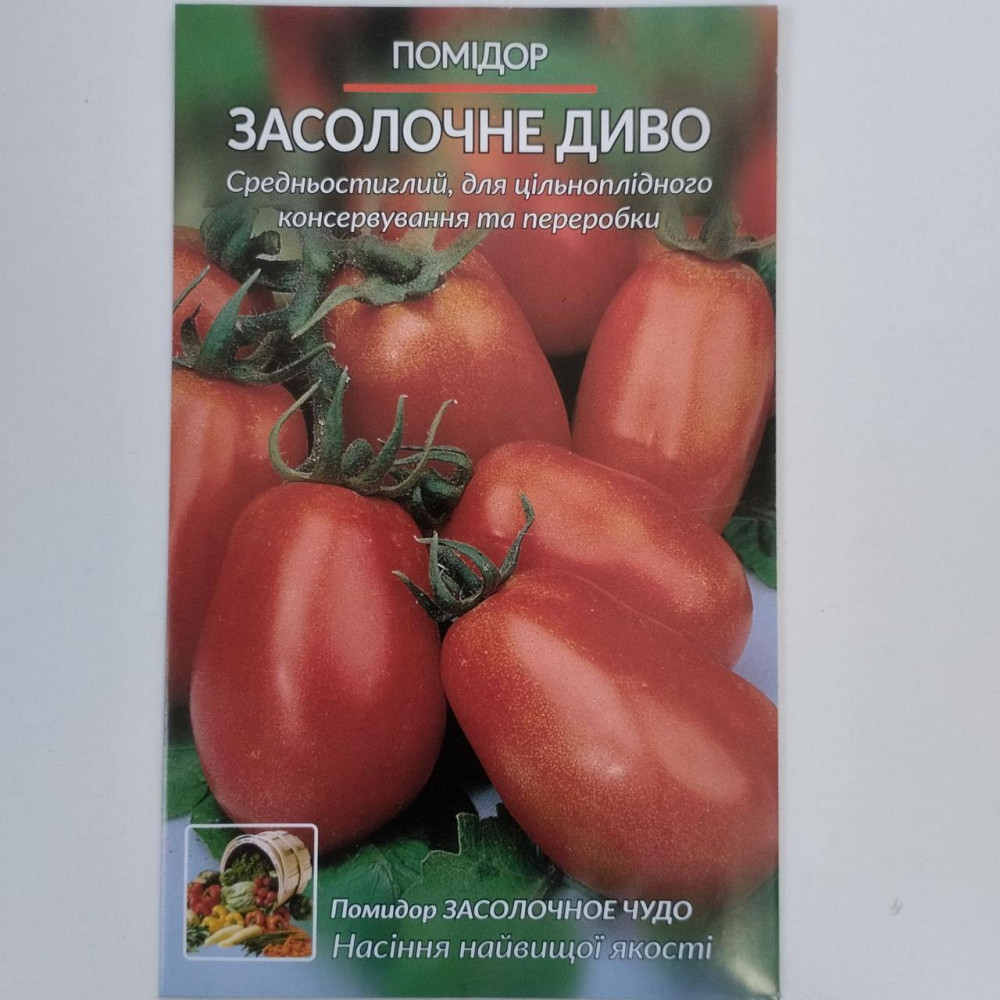 ПОМІДОР
ЗАСОЛОЧНЕ ДИВО
Средньостиглий, для цільноплідного
консервування та переробки
Помидор ЗАСОЛОЧНОЕ ЧУДО
Насіння найвищої якості